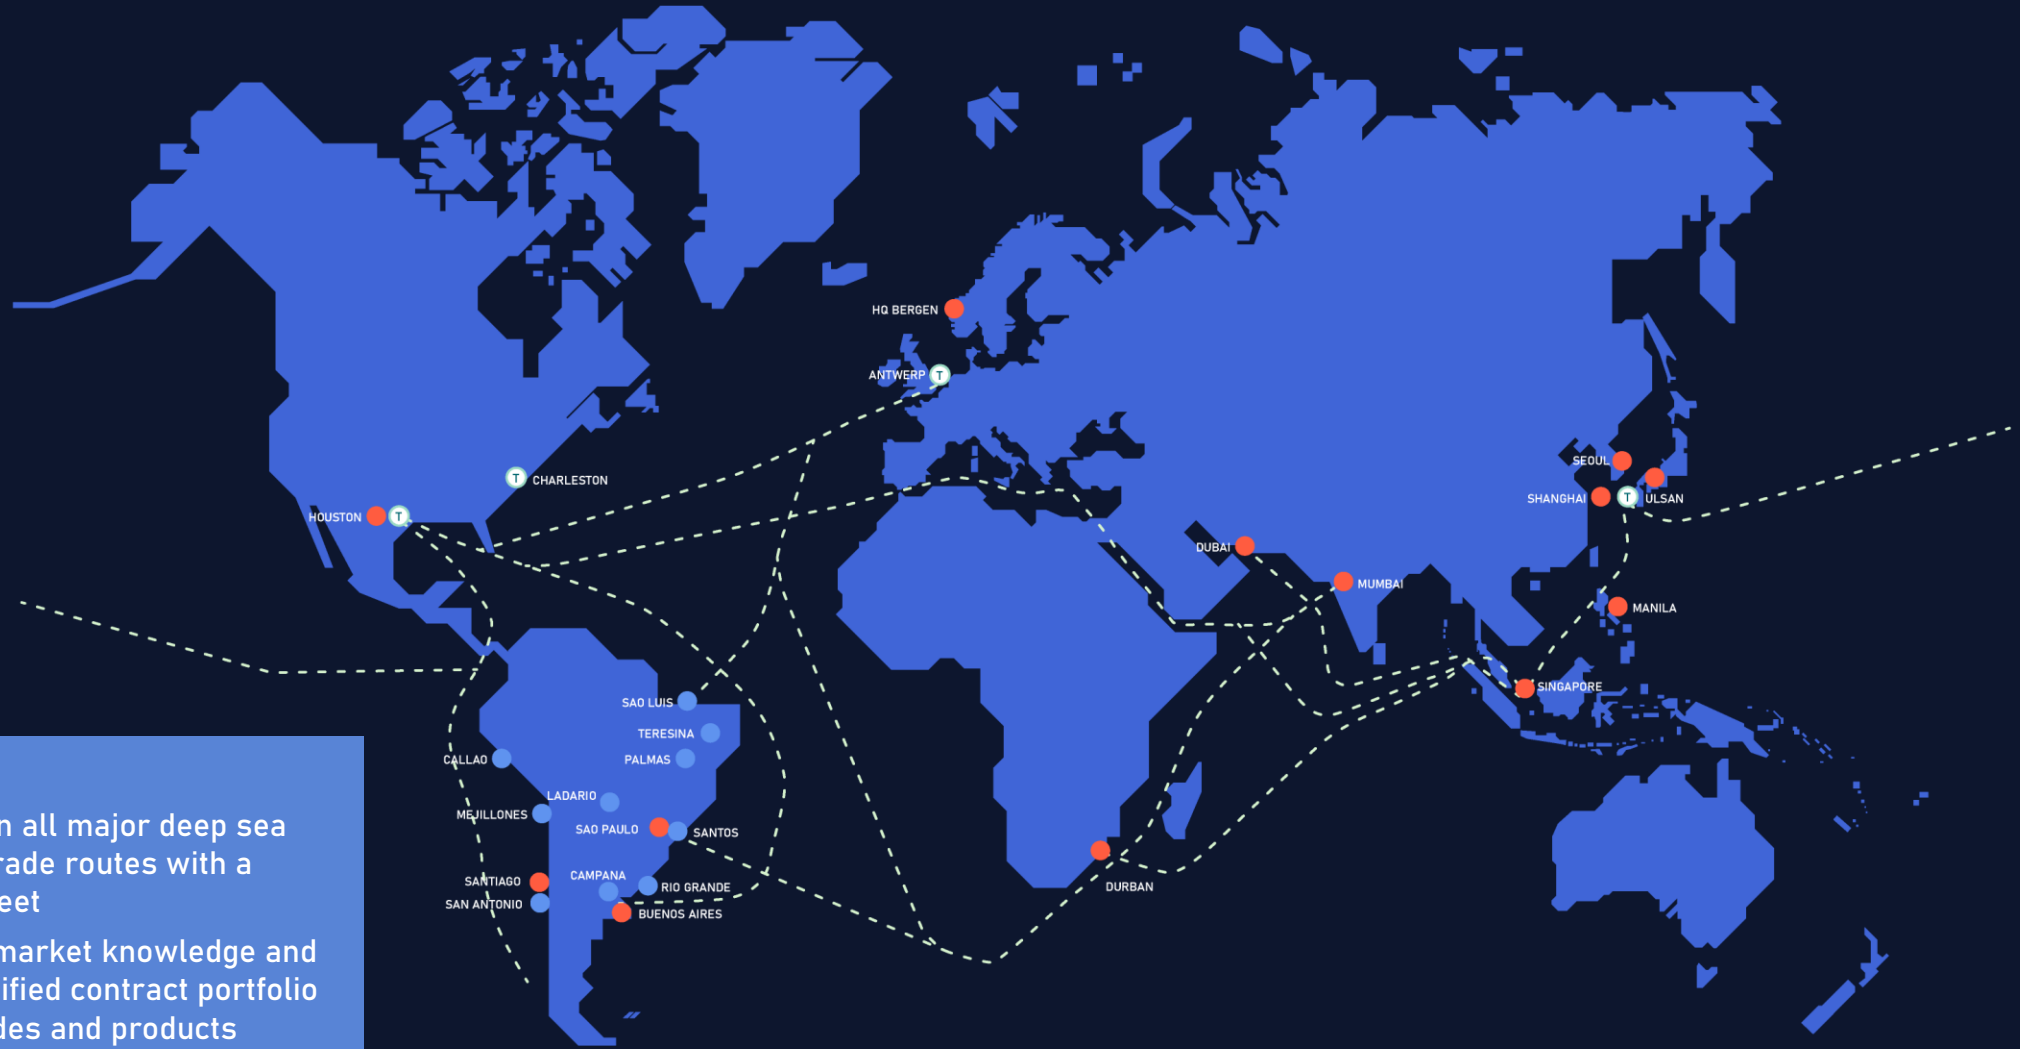 HQ BERGEN
ANTWERP T
T CHARLESTON
HOUSTON T
SEOUL
SHANGHAI T ULSAN
DUBAI
MUMBAI
MANILA
SINGAPORE
SAO LUIS
TERESINA
CALLAO
PALMAS
LADARIO
MEJILLONES
SAO PAULO
SANTOS
SANTIAGO
CAMPANA
RIO GRANDE
DURBAN
SAN ANTONIO
BUENOS AIRES
n all major deep sea
rade routes with a
eet
market knowledge and
ified contract portfolio
des and products